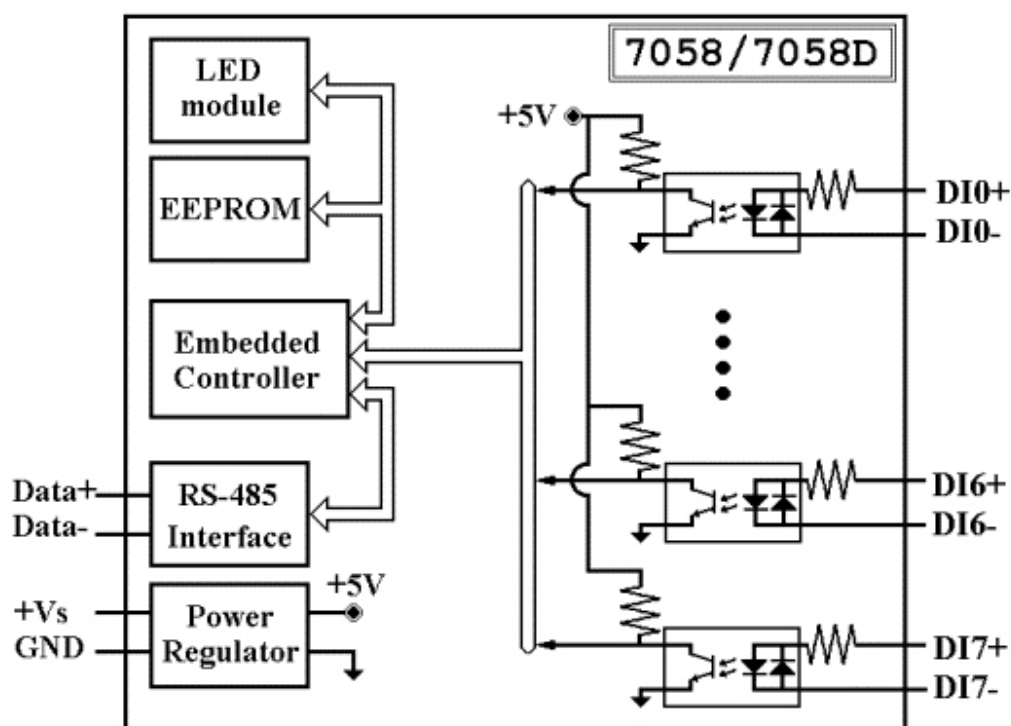 7058/7058D
LED
module
EEPROM
Embedded
Controller
RS-485
Interface
Power
Regulator
Data+
Data-
+Vs
GND
+5V
+5V
DI0+
DI0-
DI6+
DI6-
DI7+
DI7-